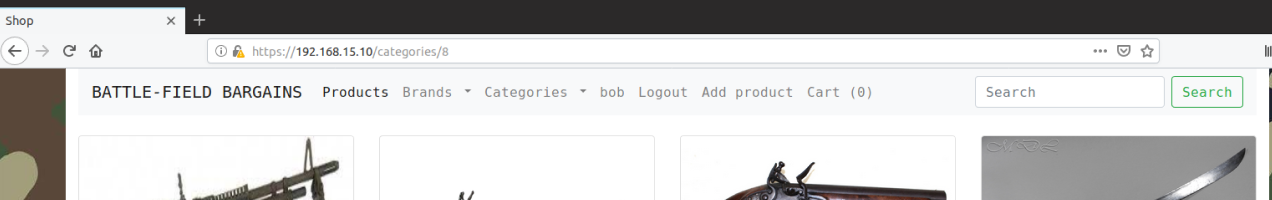 Shop
https://192.168.15.10/categories/8
BATTLE-FIELD BARGAINS Products Brands Categories bob Logout Add product Cart (0) Search Search